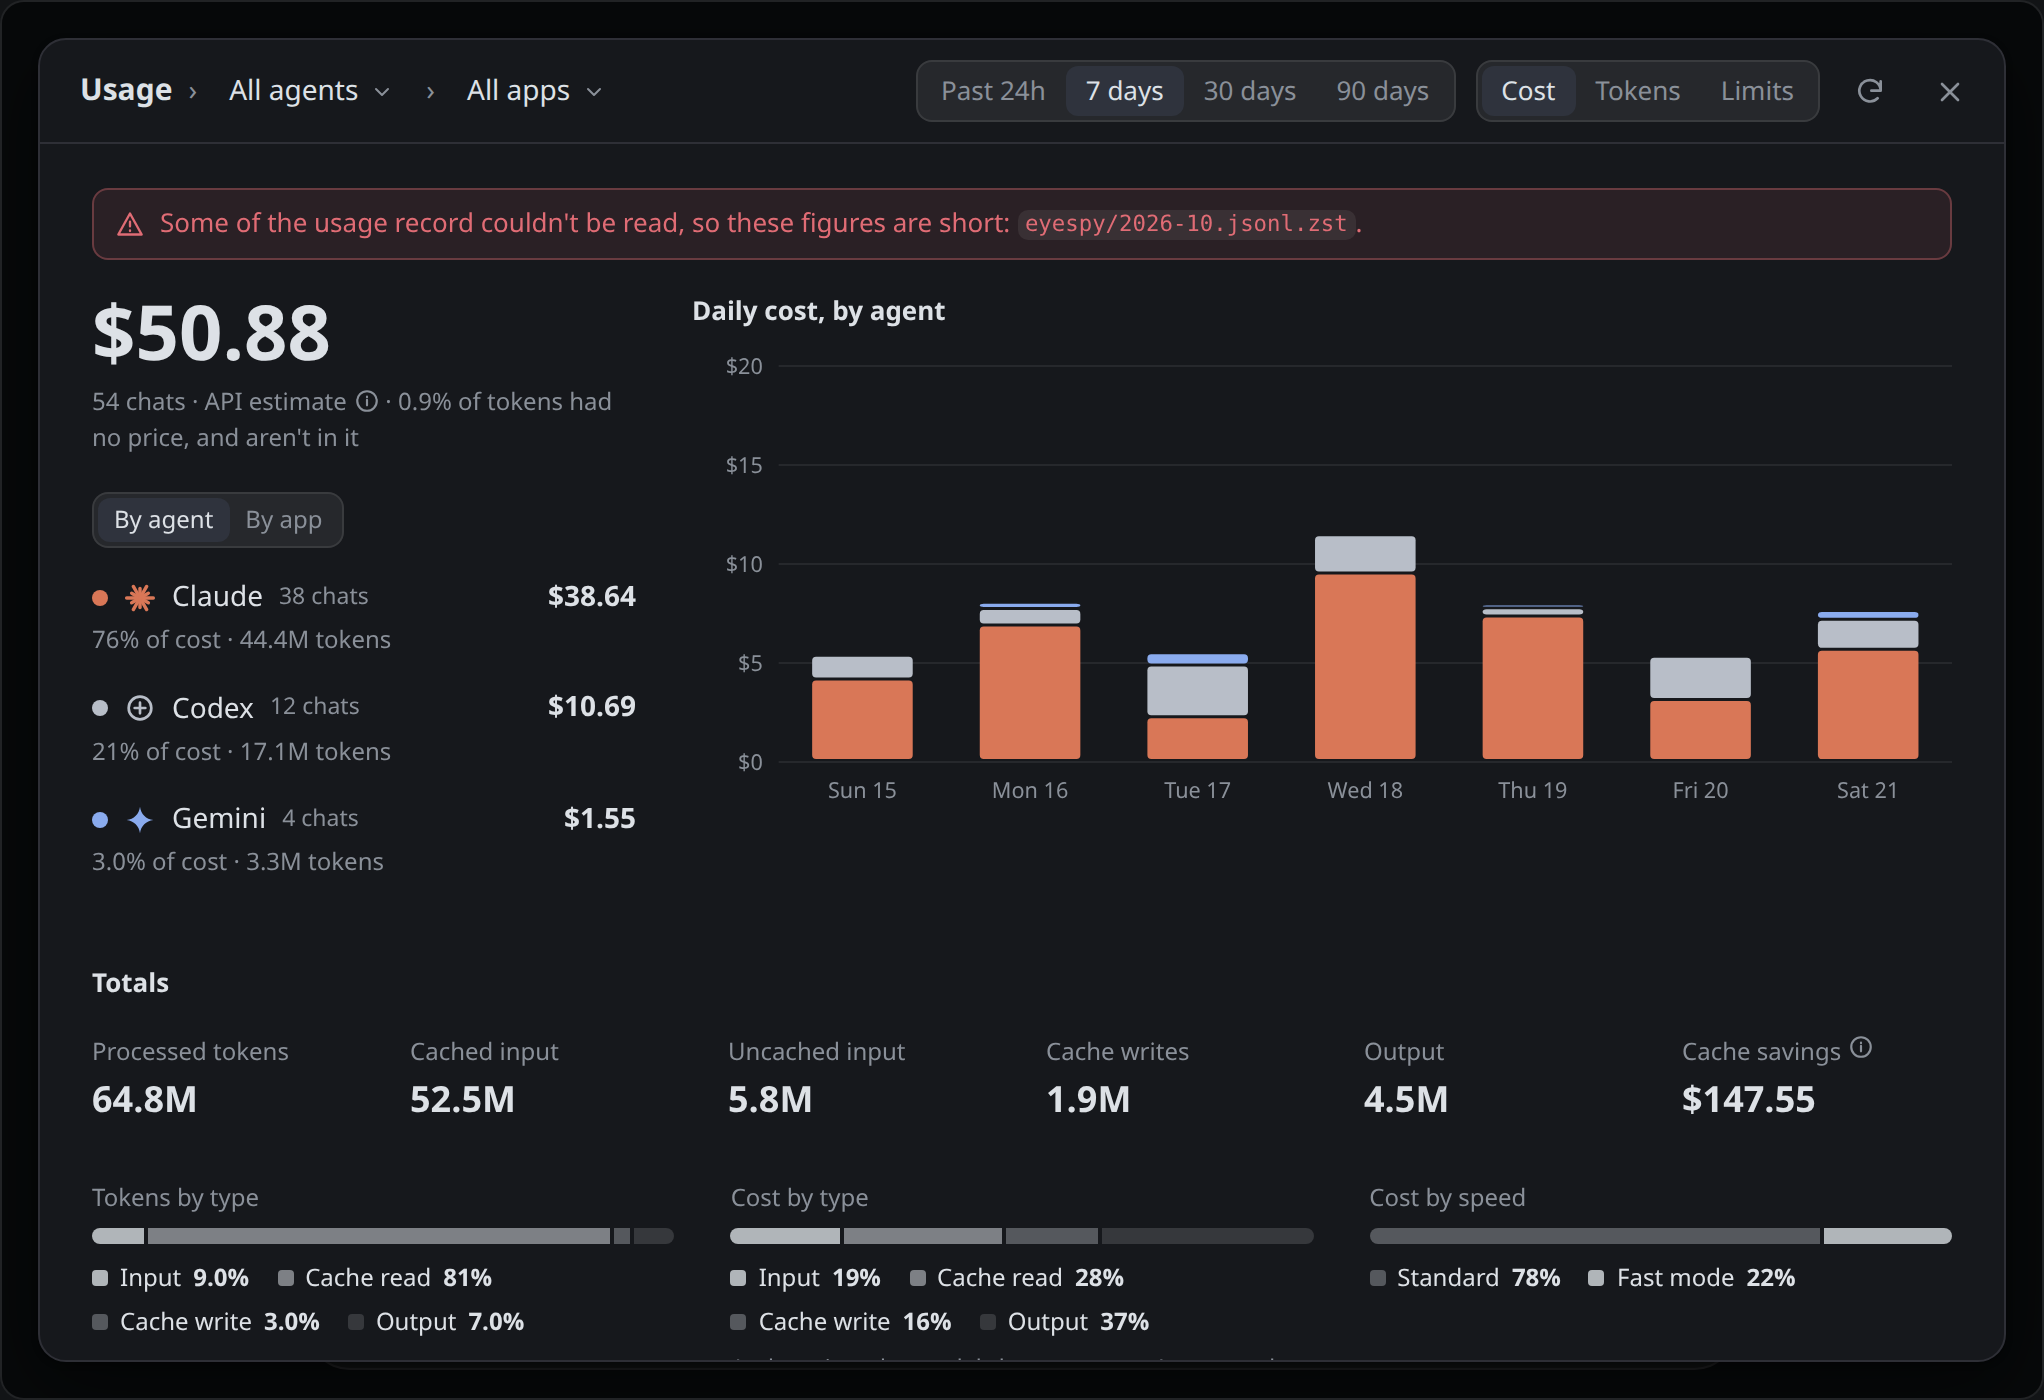 Usage › All agents › All apps
Past 24h 7 days 30 days 90 days Cost Tokens Limits
Some of the usage record couldn't be read, so these figures are short: eyespy/2026-10.jsonl.zst.
$50.88
54 chats · API estimate · 0.9% of tokens had
no price, and aren't in it
By agent By app
Claude 38 chats $38.64
76% of cost · 44.4M tokens
Codex 12 chats $10.69
21% of cost · 17.1M tokens
Gemini 4 chats $1.55
3.0% of cost · 3.3M tokens
Daily cost, by agent
$20
$15
$10
$5
$0
Sun 15 Mon 16 Tue 17 Wed 18 Thu 19 Fri 20 Sat 21
Totals
Processed tokens Cached input Uncached input Cache writes Output Cache savings
64.8M 52.5M 5.8M 1.9M 4.5M $147.55
Tokens by type
Input 9.0% Cache read 81%
Cache write 3.0% Output 7.0%
Cost by type
Input 19% Cache read 28%
Cache write 16% Output 37%
Cost by speed
Standard 78% Fast mode 22%